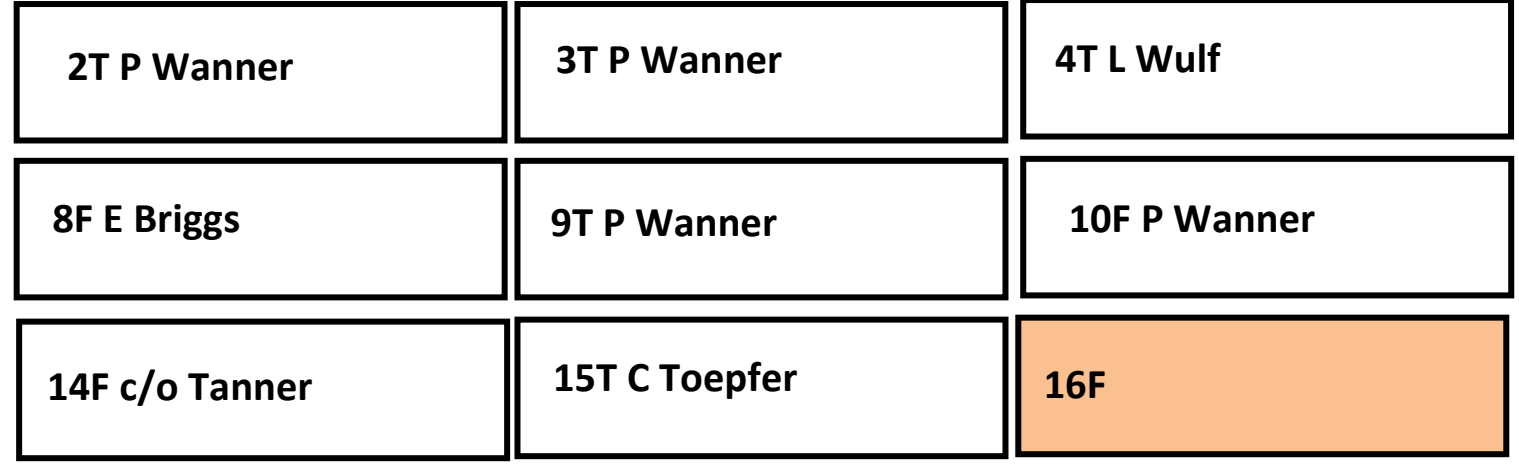 2T P Wanner
3T P Wanner
4T L Wulf
8F E Briggs
9T P Wanner
10F P Wanner
14F c/o Tanner
15T C Toepfer
16F